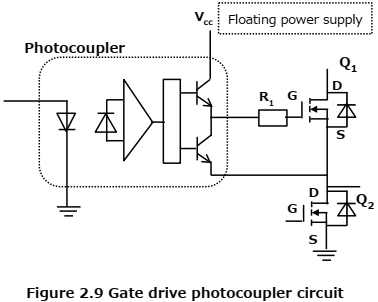 Vcc
Floating power supply
Photocoupler
Q1
D
R1
G
S
D
Q2
G
S
Figure 2.9 Gate drive photocoupler circuit